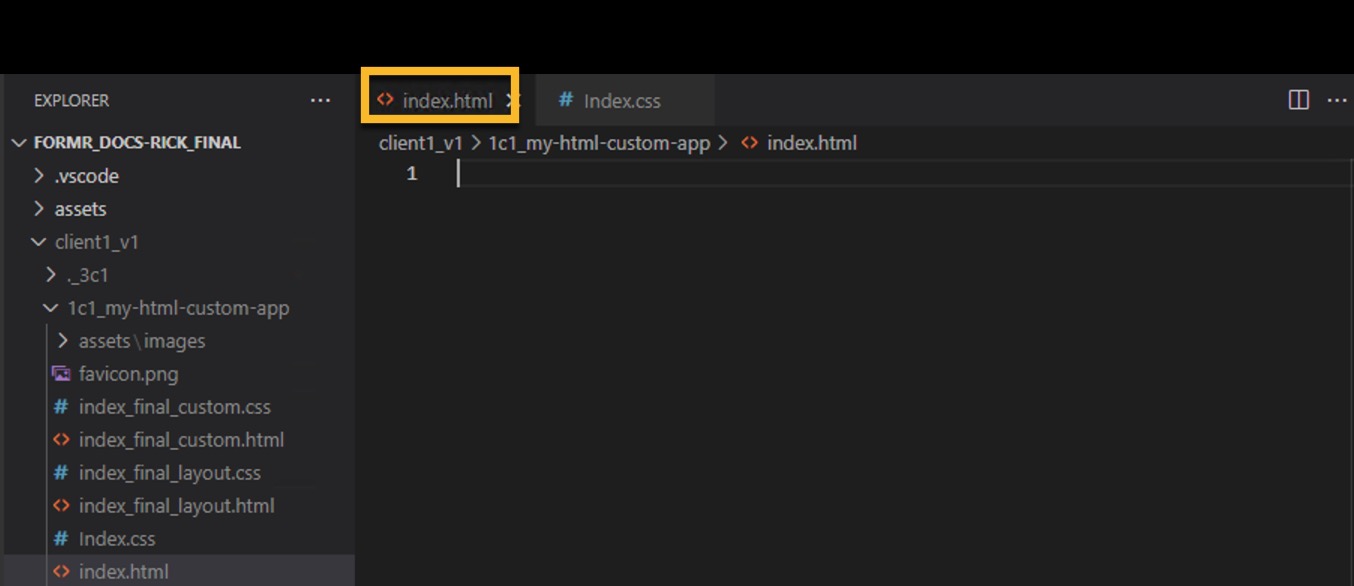 EXPLORER
index.html
Index.css
FORMR_DOCS-RICK_FINAL
client1_v1 > 1c1_my-html-custom-app > index.html
1
.vscode
assets
client1_v1
._3c1
1c1_my-html-custom-app
assets\images
favicon.png
index_final_custom.css
index_final_custom.html
index_final_layout.css
index_final_layout.html
Index.css
index.html